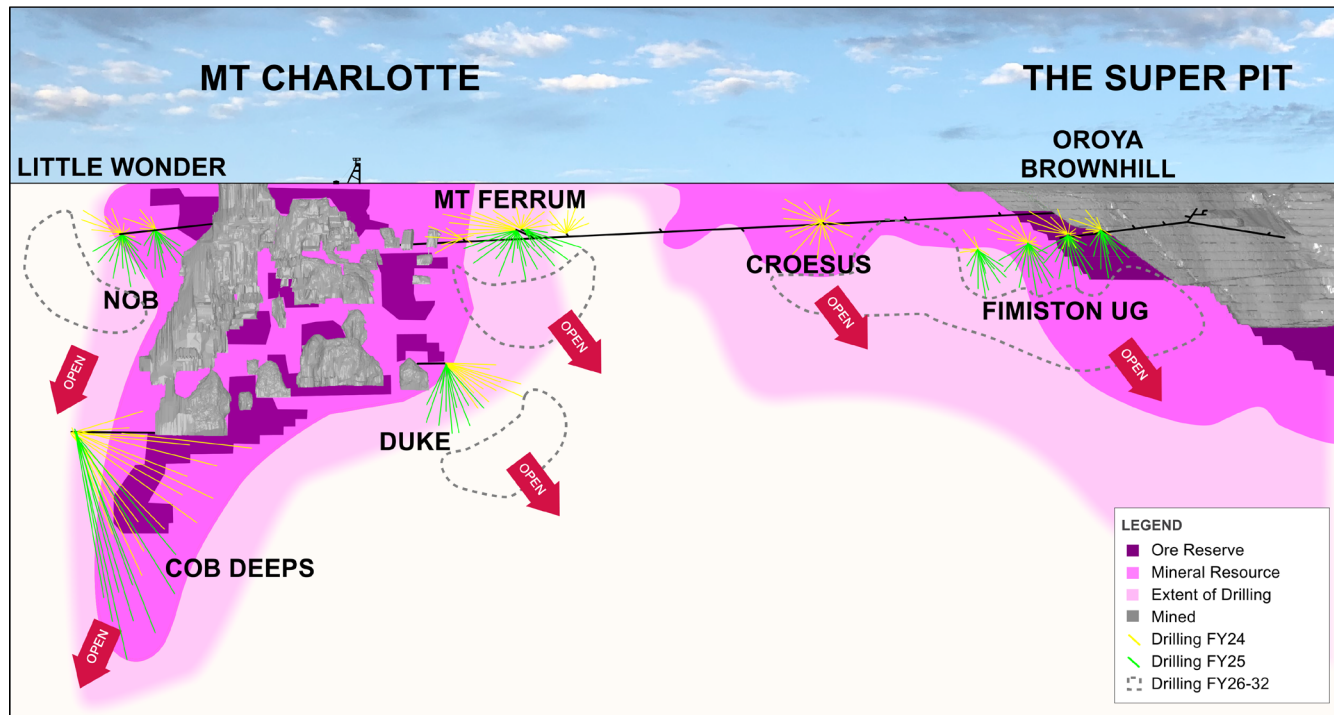 MT CHARLOTTE
THE SUPER PIT
OROYA
BROWNHILL
LITTLE WONDER
MT FERRUM
CROESUS
NOB
FIMISTON UG
OPEN
OPEN
OPEN
OPEN
DUKE
OPEN
COB DEEPS
OPEN
LEGEND
Ore Reserve
Mineral Resource
Extent of Drilling
Mined
Drilling FY24
Drilling FY25
Drilling FY26-32